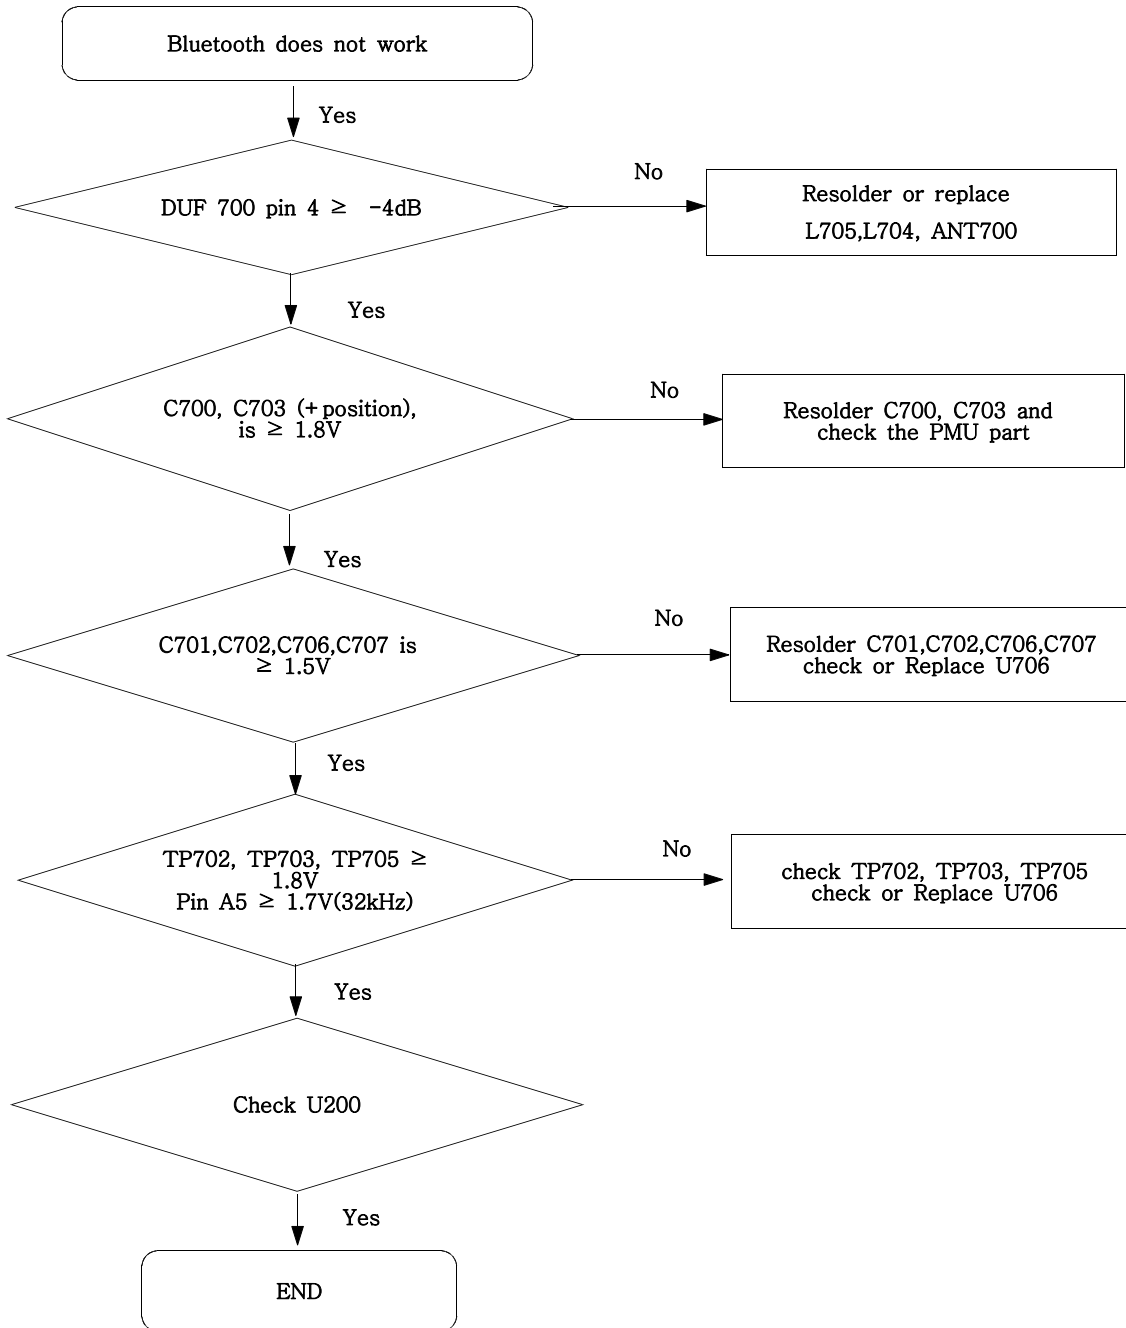 Bluetooth does not work
Yes
DUF 700 pin 4 ≥ -4dB
No
Resolder or replace
L705,L704, ANT700
Yes
C700, C703 (+position),
is ≥ 1.8V
No
Resolder C700, C703 and
check the PMU part
Yes
C701,C702,C706,C707 is
≥ 1.5V
No
Resolder C701,C702,C706,C707
check or Replace U706
Yes
TP702, TP703, TP705 ≥
1.8V
Pin A5 ≥ 1.7V(32kHz)
No
check TP702, TP703, TP705
check or Replace U706
Yes
Check U200
Yes
END